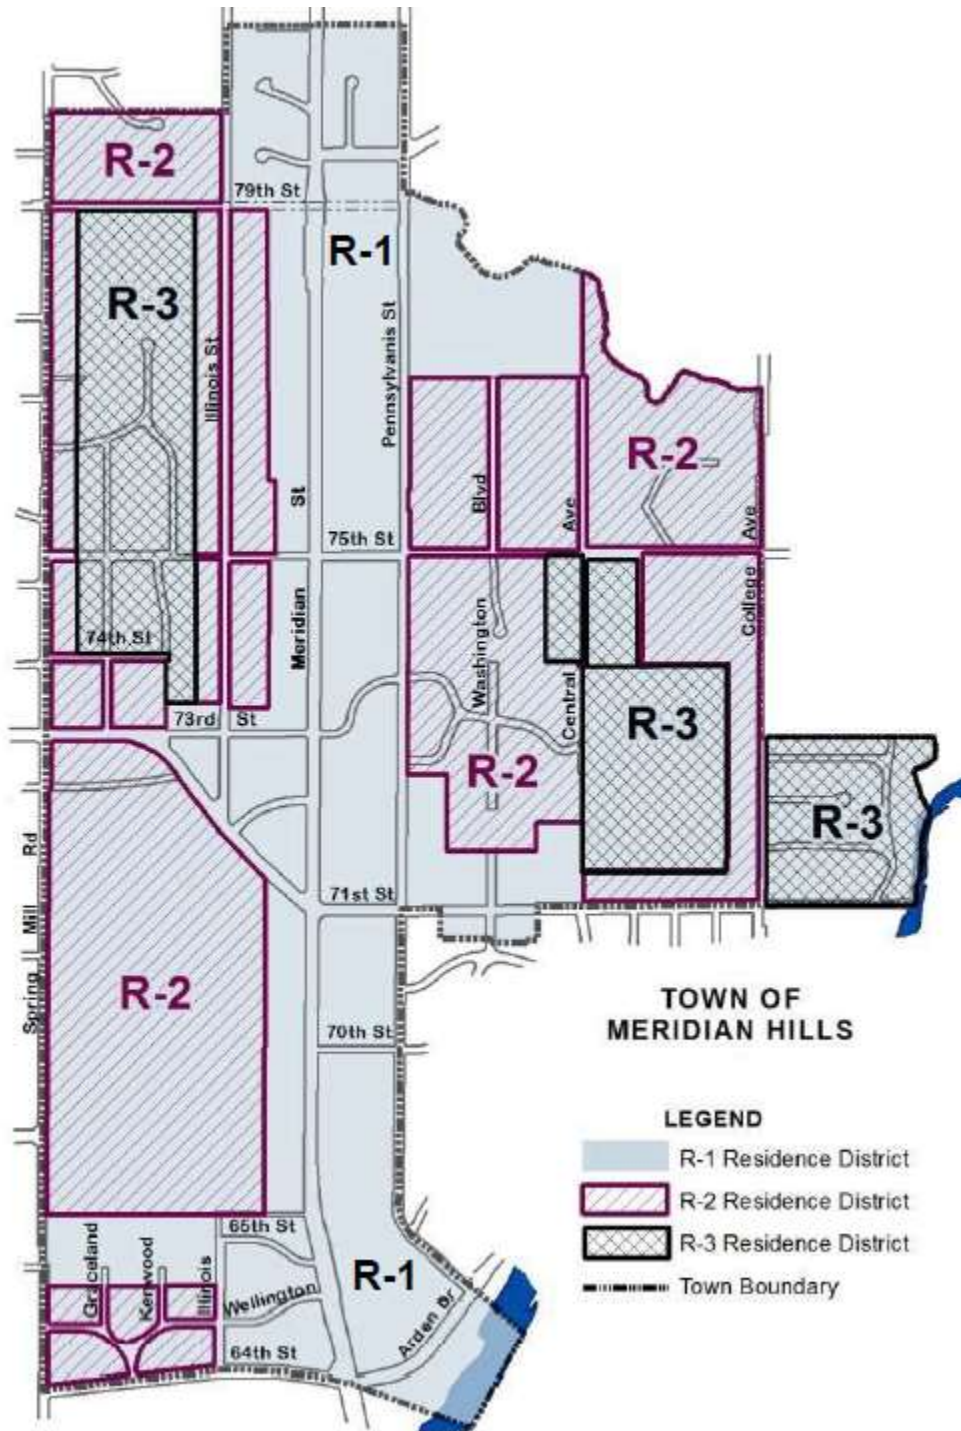 R-2
79th St
R-1
R-3
Illinois St
Pennsylvanis St
R-2
Blvd
Ave
Ave
St
75th St
Meridian
Washington
Central
College
74th St
73rd St
R-3
R-2
R-3
Spring Mill Rd
71st St
R-2
70th St
TOWN OF
MERIDIAN HILLS
LEGEND
R-1 Residence District
R-2 Residence District
R-3 Residence District
Town Boundary
65th St
Graceland
Kenwood
Illinois
Wellington
R-1
Arden Dr
64th St